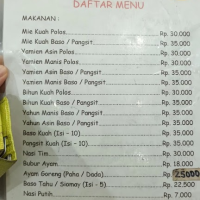 DAFTAR MENU
MAKANAN :
Mie Kuah Polos Rp. 30.000
Mie Kuah Baso / Pangsit Rp. 35.000
Yamien Asin Polos Rp. 30.000
Yamien Manis Polos Rp. 30.000
Yamien Asin Baso / Pangsit Rp. 35.000
Yamien Manis Baso / Pangsit Rp. 35.000
Bihun Kuah Polos Rp. 30.000
Bihun Kuah Baso / Pangsit Rp. 35.000
Yahun Manis Baso / Pangsit Rp. 35.000
Yahun Asin Baso / Pangsit Rp. 35.000
Baso Kuah (Isi - 10) Rp. 35.000
Pangsit Kuah (Isi - 10) Rp. 35.000
Nasi Tim Rp. 30.000
Bubur Ayam Rp. 18.000
Ayam Goreng (Paha / Dada) Rp. 25000
Baso Tahu / Siomay (Isi - 5) Rp. 22.500
Nasi Putih Rp. 7.000